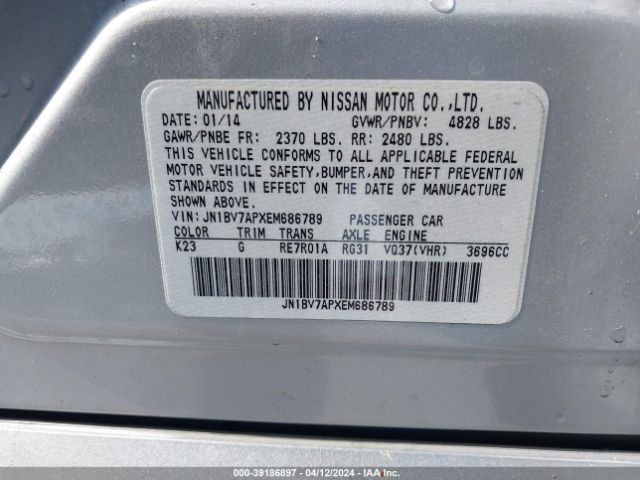 MANUFACTURED BY NISSAN MOTOR CO.,LTD.
DATE: 01/14 GVWR/PNBV: 4828 LBS.
GAWR/PNBE FR: 2370 LBS. RR: 2480 LBS.
THIS VEHICLE CONFORMS TO ALL APPLICABLE FEDERAL
MOTOR VEHICLE SAFETY,BUMPER,AND THEFT PREVENTION
STANDARDS IN EFFECT ON THE DATE OF MANUFACTURE
SHOWN ABOVE.
VIN: JN1BV7APXEM686789 PASSENGER CAR
COLOR TRIM TRANS AXLE ENGINE
K23 G RE7R01A RG31 VQ37(VHR) 3696CC
JN1BV7APXEM686789
000-39186897 - 04/12/2024 - IAAI.COM